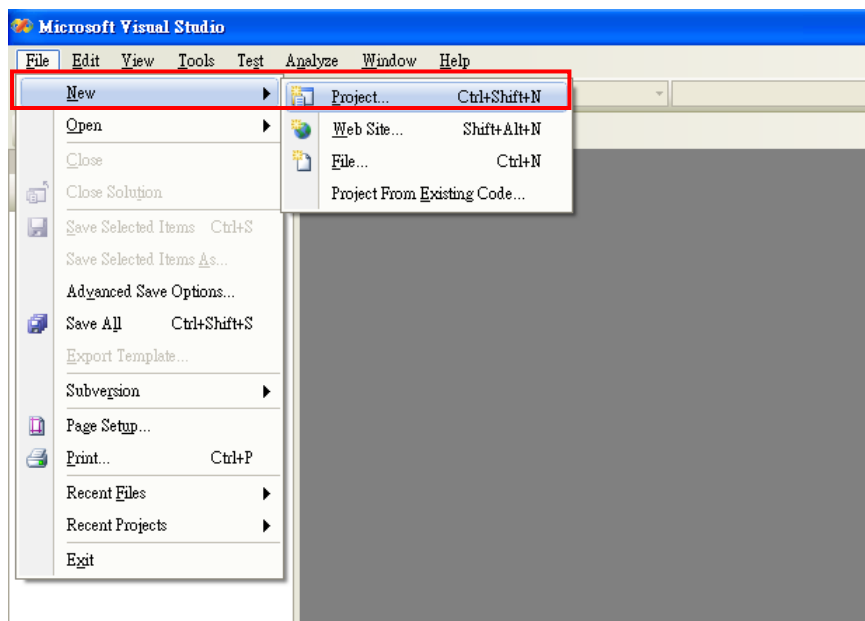 Microsoft Visual Studio
File Edit View Tools Test Analyze Window Help
New
Project... Ctrl+Shift+N
Web Site... Shift+Alt+N
File... Ctrl+N
Project From Existing Code...
Open
Close
Close Solution
Save Selected Items Ctrl+S
Save Selected Items As...
Advanced Save Options...
Save All Ctrl+Shift+S
Export Template...
Subversion
Page Setup...
Print... Ctrl+P
Recent Files
Recent Projects
Exit